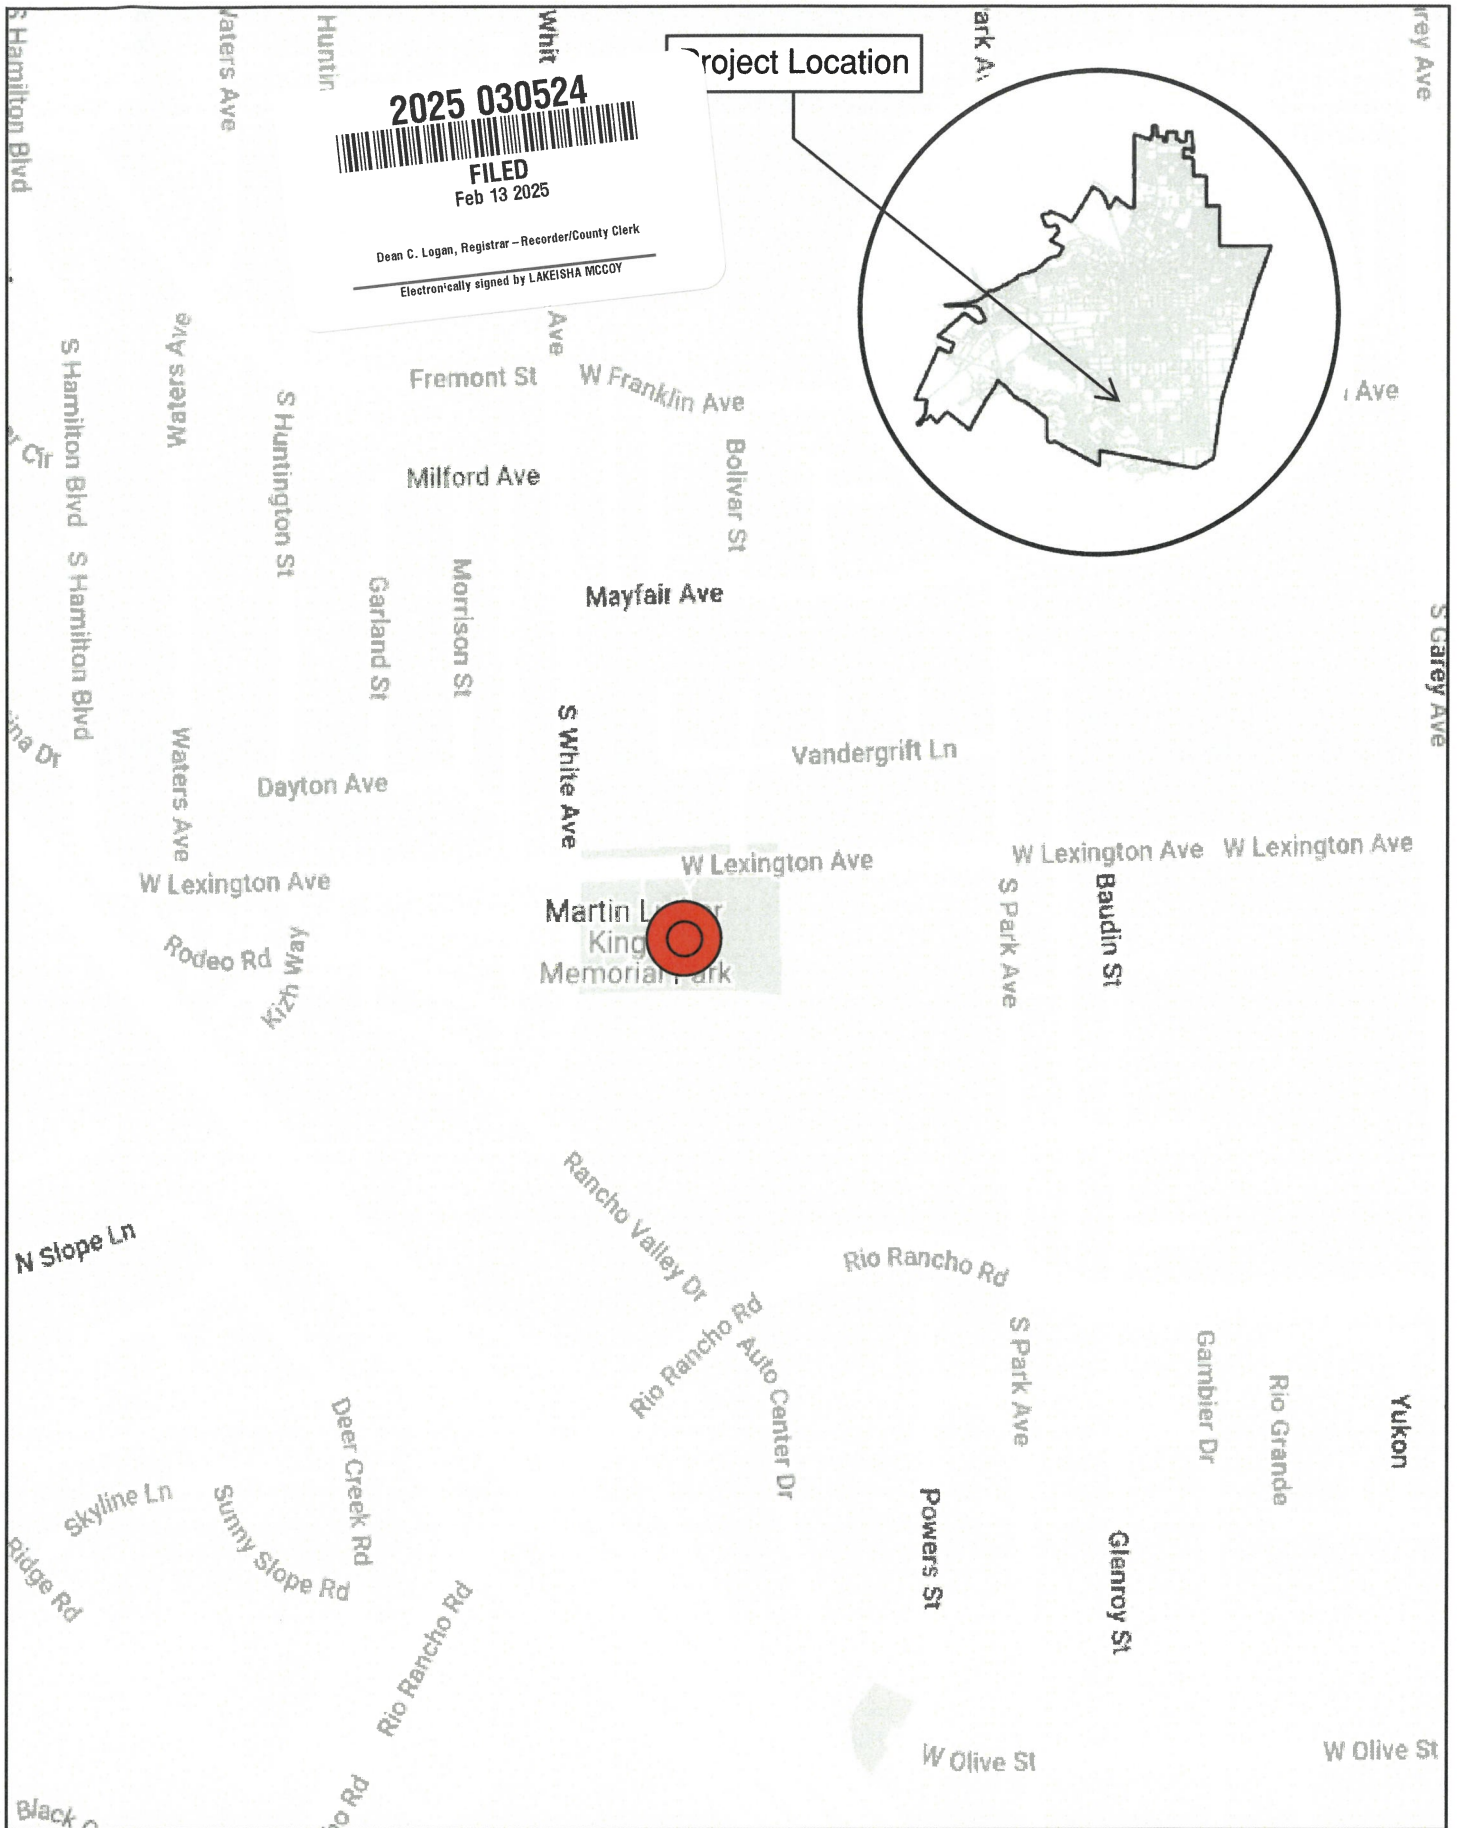 S Hamilton Blvd
Ave
Project Location
2025 030524
FILED
Feb 13 2025
Dean C. Logan, Registrar – Recorder/County Clerk
Electronically signed by LAKEISHA MCCOY
Ave
Ave
S Hamilton Blvd
Waters Ave
S Huntington St
Fremont St
W Franklin Ave
Milford Ave
Bolivar St
Mayfair Ave
S Hamilton Blvd
Garland St
Morrison St
S Garey Ave
Dr
Waters Ave
Dayton Ave
S White Ave
Vandergrift Ln
W Lexington Ave
W Lexington Ave
W Lexington Ave
W Lexington Ave
Martin
King
Memorial Park
Rodeo Rd
Kizh Way
S Park Ave
Baudin St
N Slope Ln
Rancho Valley Dr
Rio Rancho Rd
Rio Rancho Rd
Auto Center Dr
S Park Ave
Gambier Dr
Rio Grande
Yukon
Deer Creek Rd
Skyline Ln
Sunny Slope Rd
Ridge Rd
Powers St
Glenroy St
Rio Rancho Rd
W Olive St
W Olive St
Black
Rd